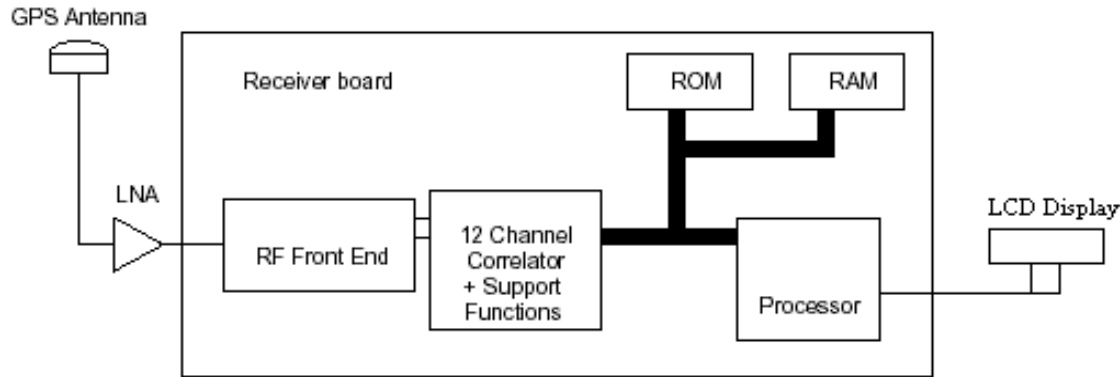 GPS Antenna
Receiver board
ROM
RAM
LNA
LCD Display
RF Front End
12 Channel
Correlator
+ Support
Functions
Processor